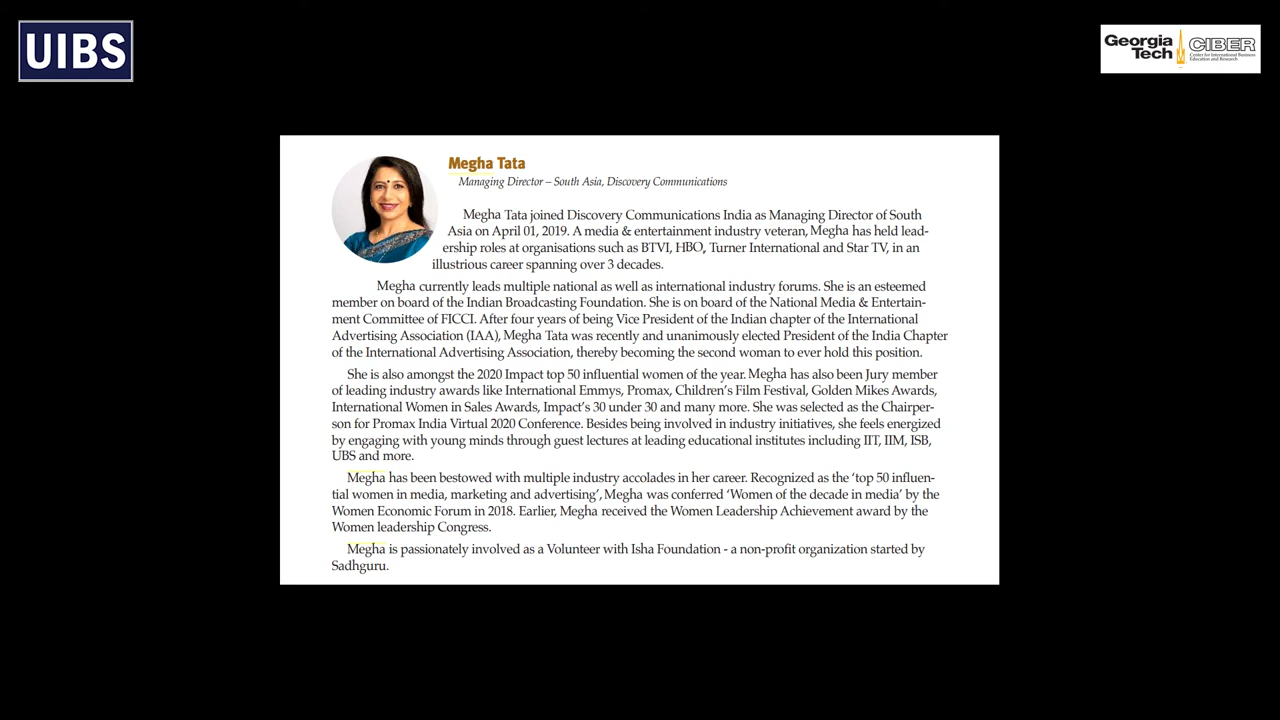 UIBS
Georgia
Tech
CIBER
Center for International Business
Education and Research
Megha Tata
Managing Director – South Asia, Discovery Communications
Megha Tata joined Discovery Communications India as Managing Director of South
Asia on April 01, 2019. A media & entertainment industry veteran, Megha has held lead-
ership roles at organisations such as BTVI, HBO, Turner International and Star TV, in an
illustrious career spanning over 3 decades.
Megha currently leads multiple national as well as international industry forums. She is an esteemed
member on board of the Indian Broadcasting Foundation. She is on board of the National Media & Entertain-
ment Committee of FICCI. After four years of being Vice President of the Indian chapter of the International
Advertising Association (IAA), Megha Tata was recently and unanimously elected President of the India Chapter
of the International Advertising Association, thereby becoming the second woman to ever hold this position.
She is also amongst the 2020 Impact top 50 influential women of the year. Megha has also been Jury member
of leading industry awards like International Emmys, Promax, Children's Film Festival, Golden Mikes Awards,
International Women in Sales Awards, Impact's 30 under 30 and many more. She was selected as the Chairper-
son for Promax India Virtual 2020 Conference. Besides being involved in industry initiatives, she feels energized
by engaging with young minds through guest lectures at leading educational institutes including IIT, IIM, ISB,
UBS and more.
Megha has been bestowed with multiple industry accolades in her career. Recognized as the 'top 50 influen-
tial women in media, marketing and advertising', Megha was conferred 'Women of the decade in media' by the
Women Economic Forum in 2018. Earlier, Megha received the Women Leadership Achievement award by the
Women leadership Congress.
Megha is passionately involved as a Volunteer with Isha Foundation - a non-profit organization started by
Sadhguru.